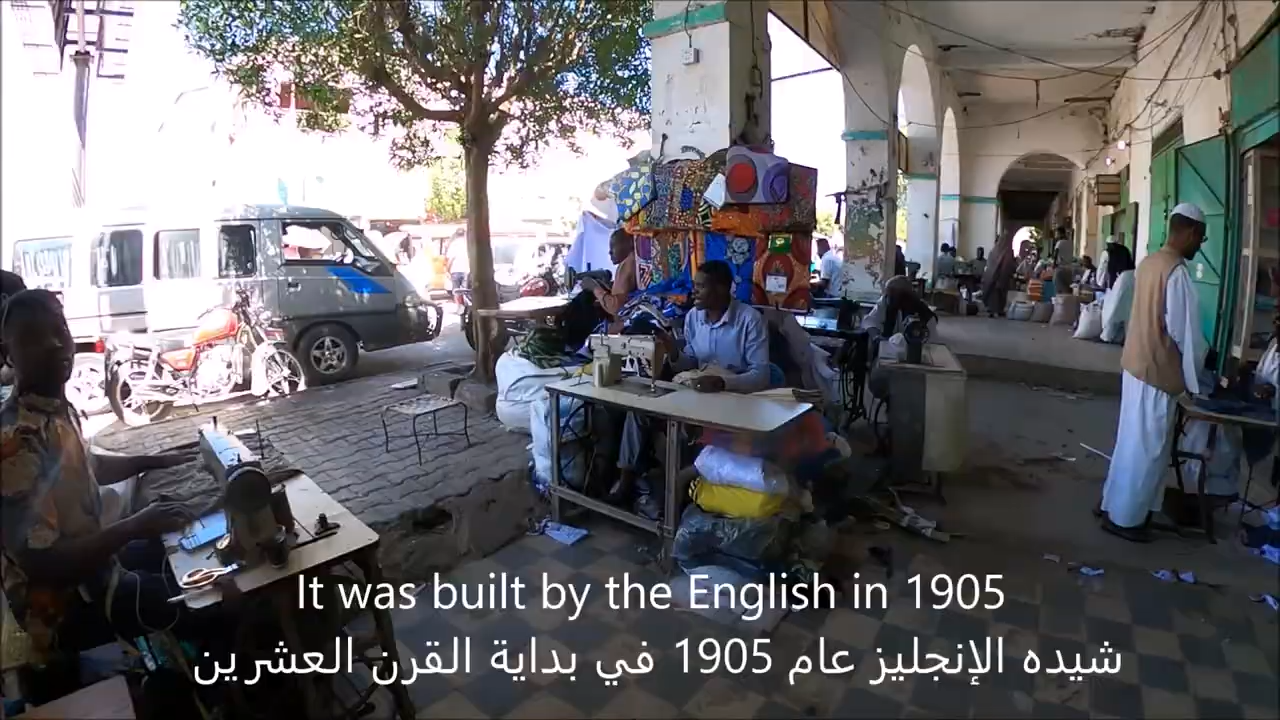 It was built by the English in 1905
شيده الإنجليز عام 1905 في بداية القرن العشرين